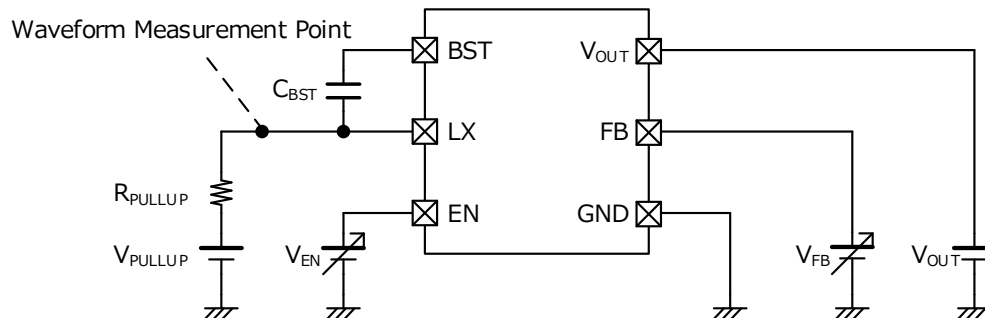 Waveform Measurement Point
BST
VOUT
CBST
LX
FB
RPULLUP
EN
GND
VPULLUP
VEN
VFB
VOUT